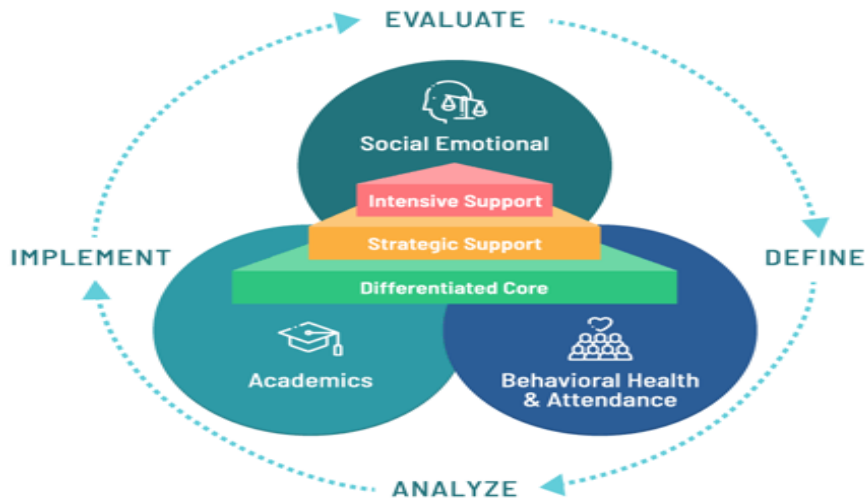 EVALUATE
Social Emotional
Intensive Support
Strategic Support
IMPLEMENT
DEFINE
Differentiated Core
Academics
Behavioral Health
& Attendance
ANALYZE